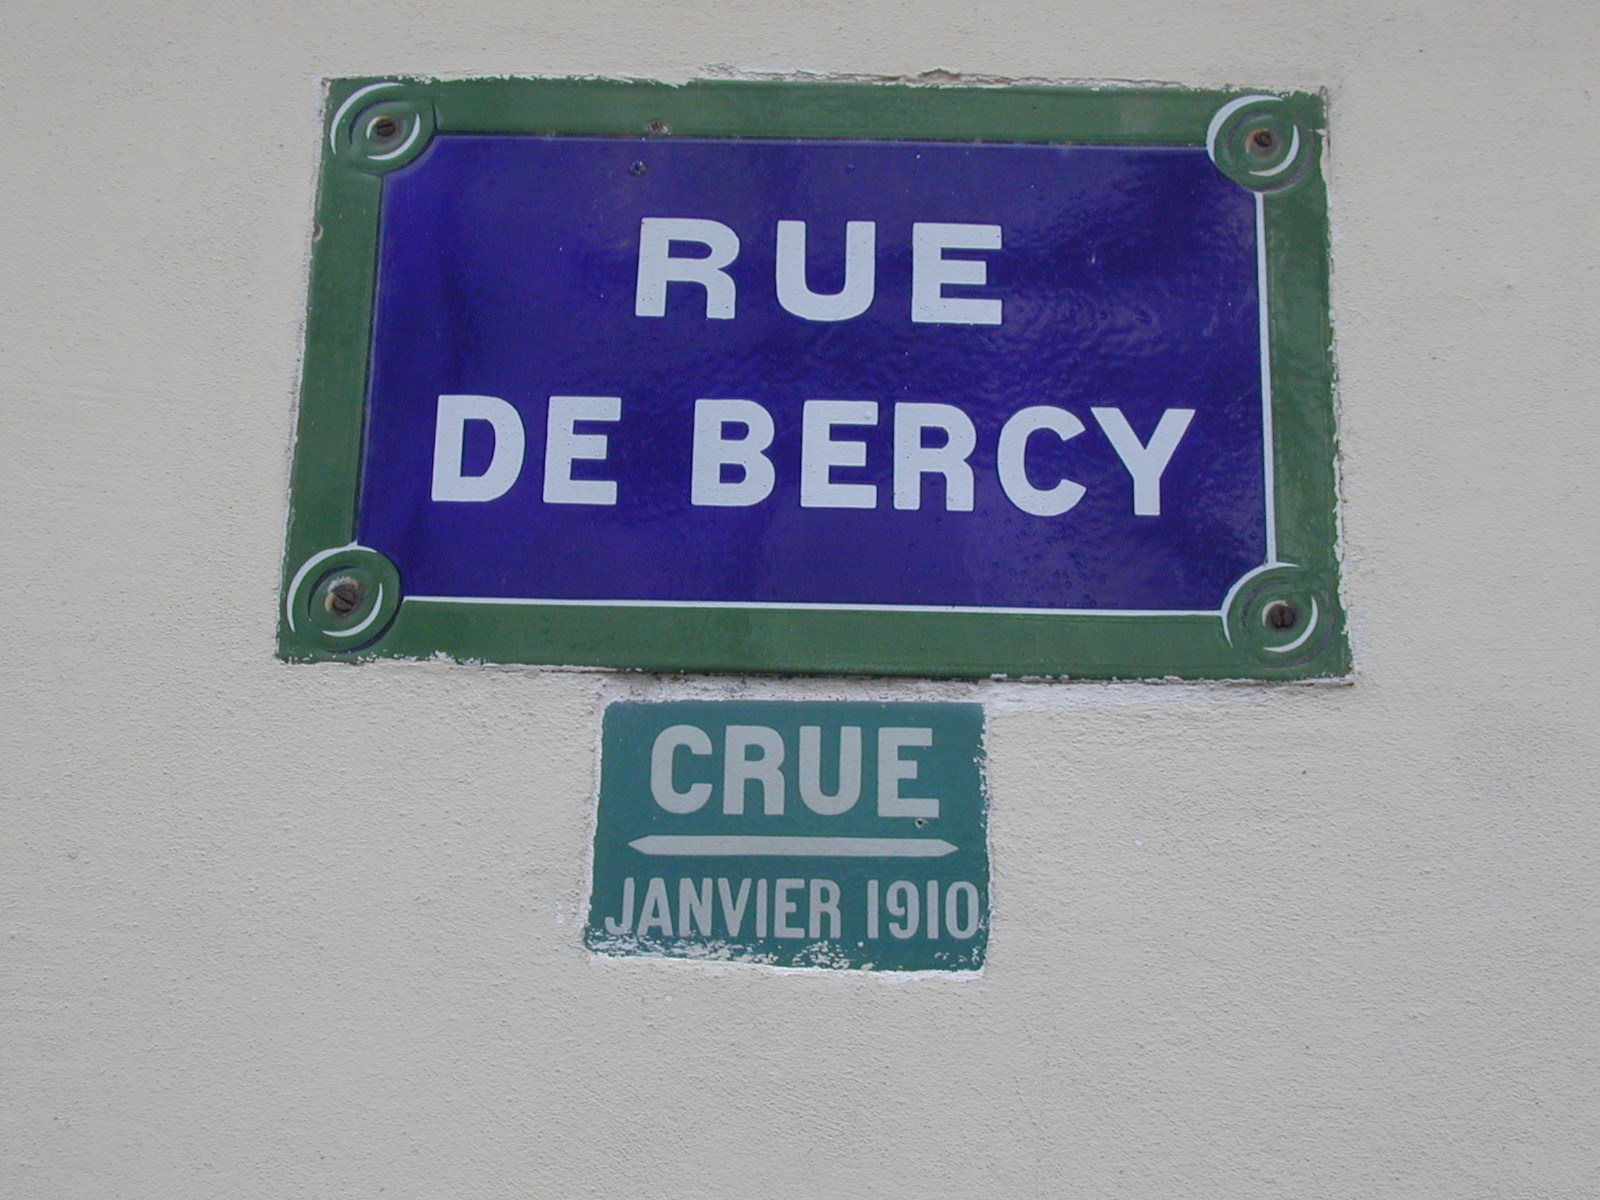 RUE
DE BERCY
CRUE
JANVIER 1910